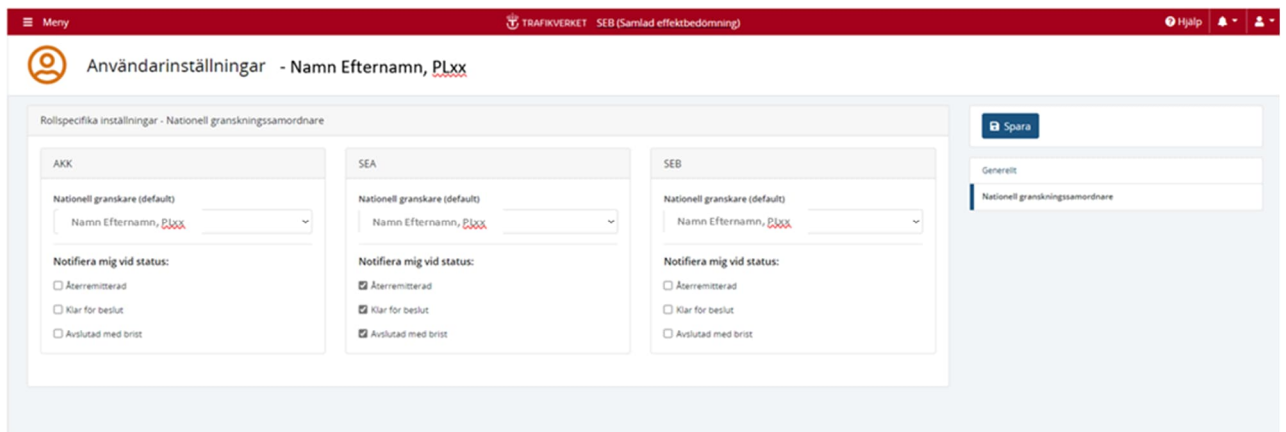 Meny
TRAFIKVERKET SEB (Samlad effektbedömning)
Hjälp
Användarinställningar - Namn Efternamn, PLxx
Rollspecifika inställningar - Nationell granskningssamordnare
AKK
Nationell granskare (default)
Namn Efternamn, PLxx
Notifiera mig vid status:
Återremitterad
Klar för beslut
Avslutad med brist
SEA
Nationell granskare (default)
Namn Efternamn, PLxx
Notifiera mig vid status:
Återremitterad
Klar för beslut
Avslutad med brist
SEB
Nationell granskare (default)
Namn Efternamn, PLxx
Notifiera mig vid status:
Återremitterad
Klar för beslut
Avslutad med brist
Spara
Generellt
Nationell granskningssamordnare